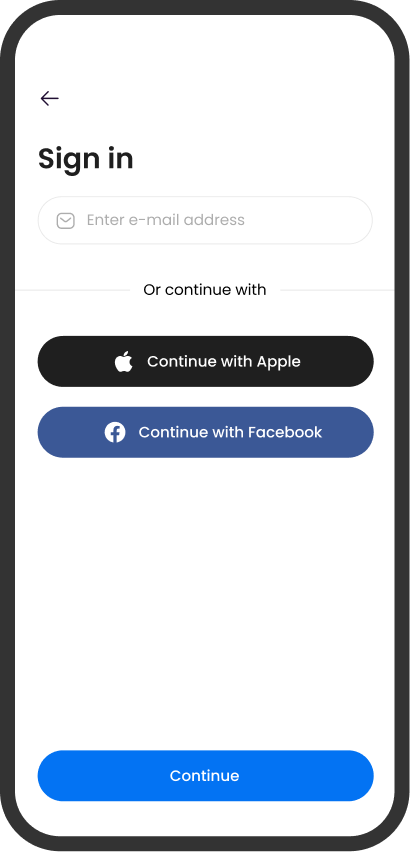 Sign in
Enter e-mail address
Or continue with
Continue with Apple
Continue with Facebook
Continue